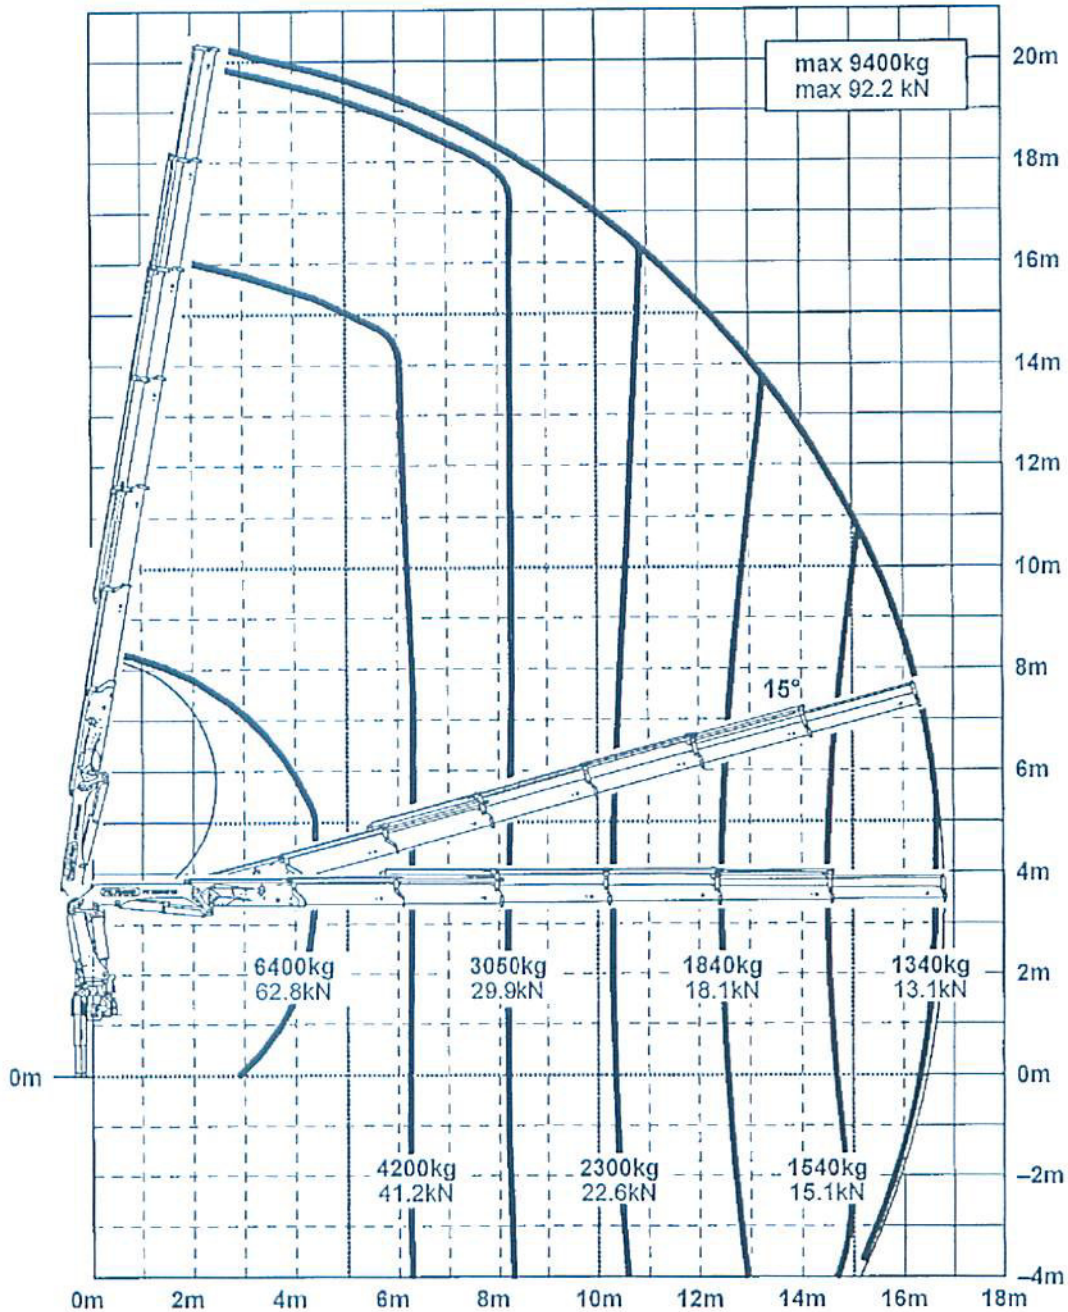 20m
max 9400kg
max 92.2 kN
18m
16m
14m
12m
10m
8m
15°
6m
4m
6400kg
62.8kN
3050kg
29.9kN
1840kg
18.1kN
1340kg
13.1kN
2m
0m
0m
4200kg
41.2kN
2300kg
22.6kN
1540kg
15.1kN
–2m
–4m
0m
2m
4m
6m
8m
10m
12m
14m
16m
18m